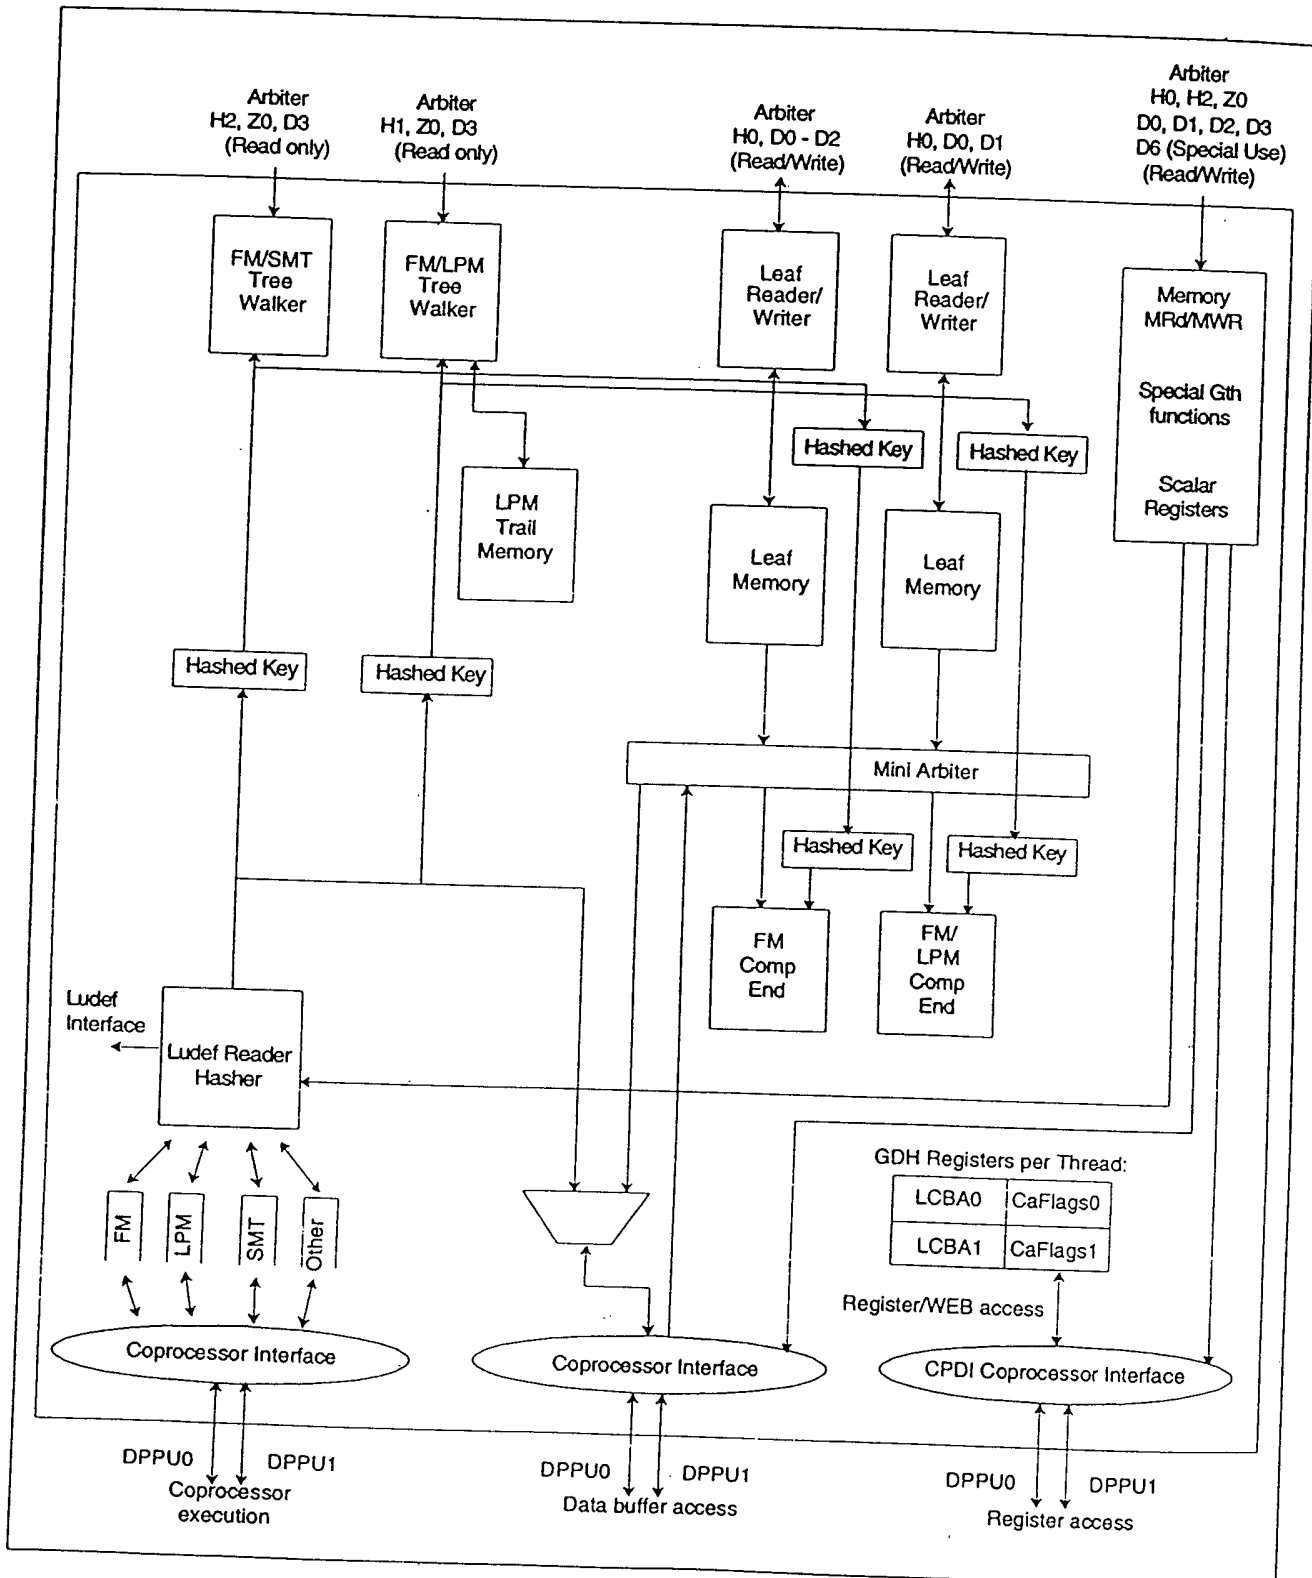 Arbiter
H2, Z0, D3
(Read only)
Arbiter
H1, Z0, D3
(Read only)
Arbiter
H0, D0 - D2
(Read/Write)
Arbiter
H0, D0, D1
(Read/Write)
Arbiter
H0, H2, Z0
D0, D1, D2, D3
D6 (Special Use)
(Read/Write)
FM/SMT
Tree
Walker
FM/LPM
Tree
Walker
Leaf
Reader/
Writer
Leaf
Reader/
Writer
Memory
MRd/MWR
Special Gth
functions
Scalar
Registers
Hashed Key
Hashed Key
LPM
Trail
Memory
Leaf
Memory
Leaf
Memory
Hashed Key
Hashed Key
Mini Arbiter
Hashed Key
Hashed Key
FM
Comp
End
FM/
LPM
Comp
End
Ludef
Interface
Ludef Reader
Hasher
GDH Registers per Thread:
LCBA0
CaFlags0
LCBA1
CaFlags1
FM
LPM
SMT
Other
Register/WEB access
Coprocessor Interface
Coprocessor Interface
CPDI Coprocessor Interface
DPPU0
DPPU1
Coprocessor
execution
DPPU0
DPPU1
Data buffer access
DPPU0
DPPU1
Register access